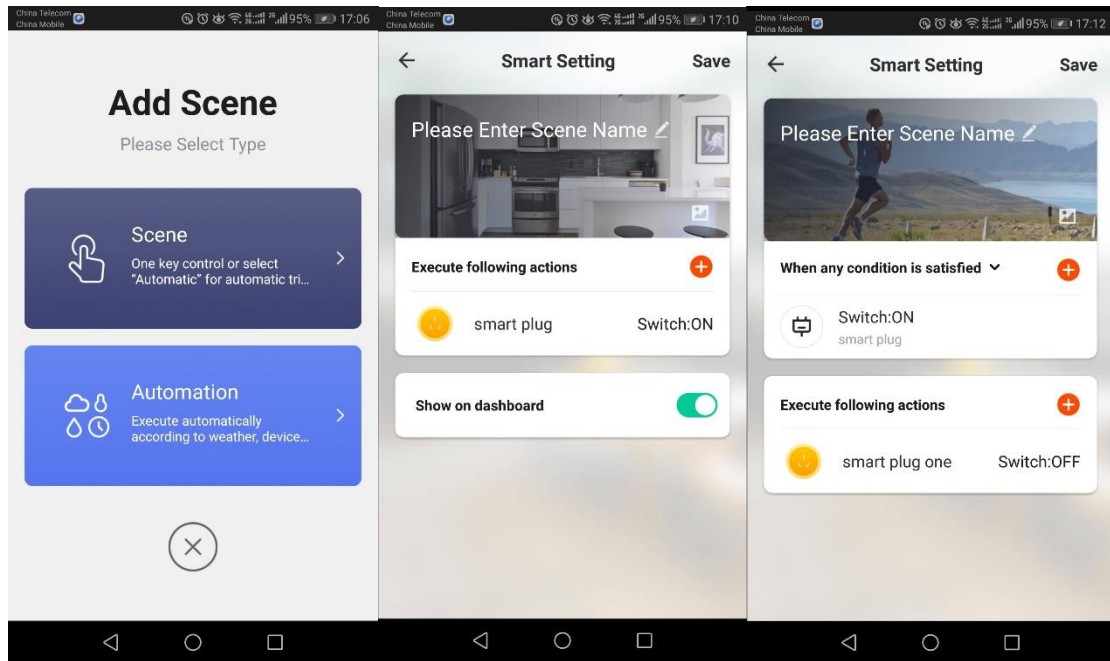 China Telecom
China Mobile
95% 17:06
Add Scene
Please Select Type
Scene
One key control or select
"Automatic" for automatic tri...
Automation
Execute automatically
according to weather, device...
China Telecom
China Mobile
95% 17:10
Smart Setting Save
Please Enter Scene Name
Execute following actions
smart plug Switch:ON
Show on dashboard
China Telecom
China Mobile
95% 17:12
Smart Setting Save
Please Enter Scene Name
When any condition is satisfied
Switch:ON
smart plug
Execute following actions
smart plug one Switch:OFF